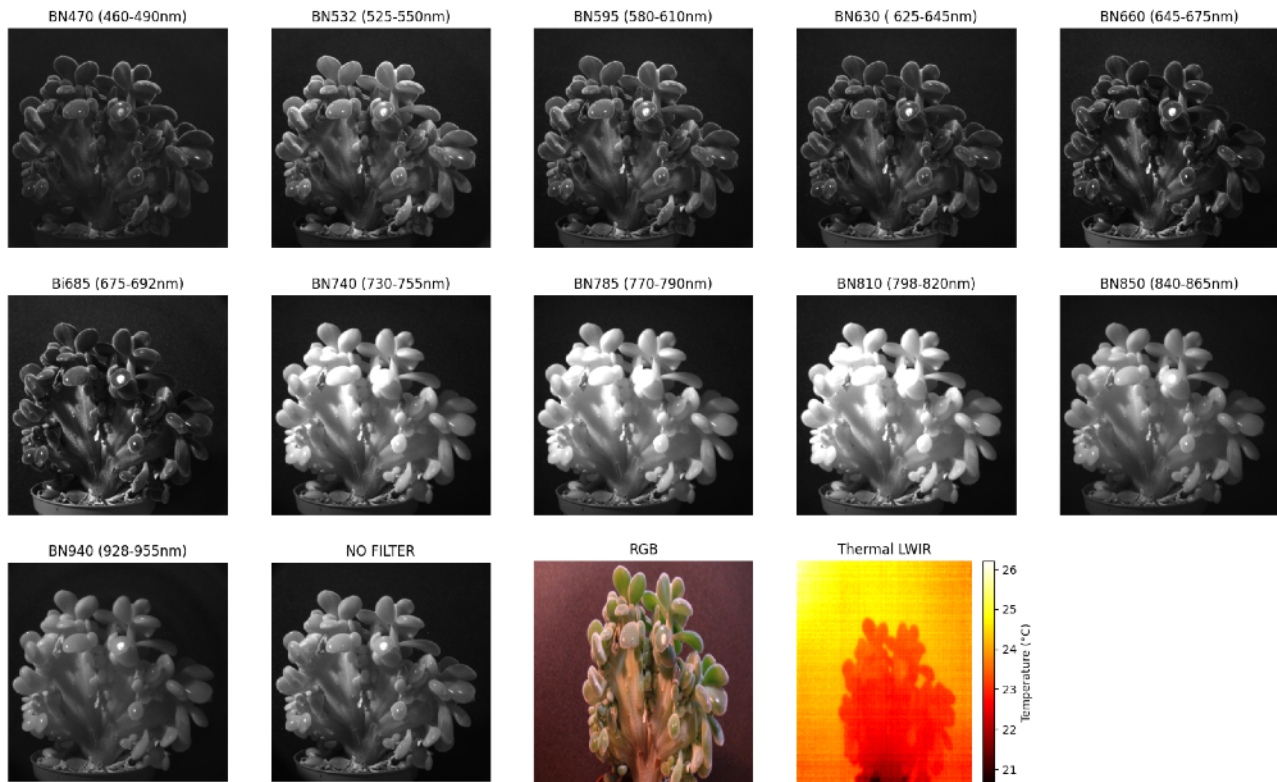 BN470 (460-490nm)
BN532 (525-550nm)
BN595 (580-610nm)
BN630 ( 625-645nm)
BN660 (645-675nm)
Bi685 (675-692nm)
BN740 (730-755nm)
BN785 (770-790nm)
BN810 (798-820nm)
BN850 (840-865nm)
BN940 (928-955nm)
NO FILTER
RGB
Thermal LWIR
26
25
24
23
22
21
Temperature (°C)